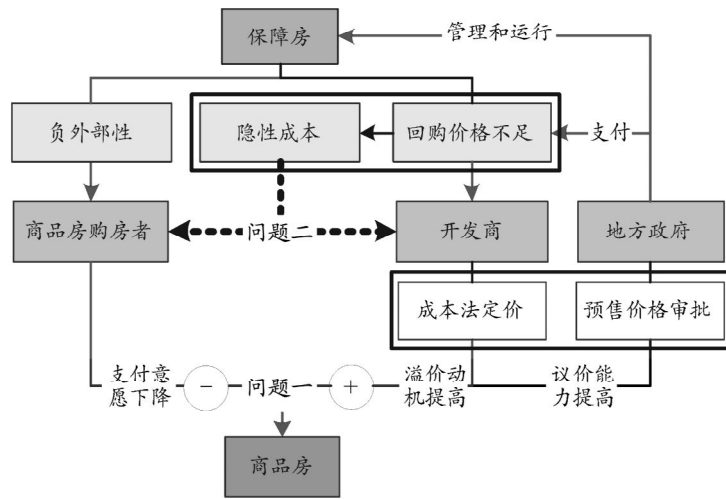 保障房
管理和运行
负外部性
隐性成本
回购价格不足
支付
商品房购房者
问题二
开发商
地方政府
成本法定价
预售价格审批
支付意
愿下降
−
问题一
+
溢价动
机提高
议价能
力提高
商品房